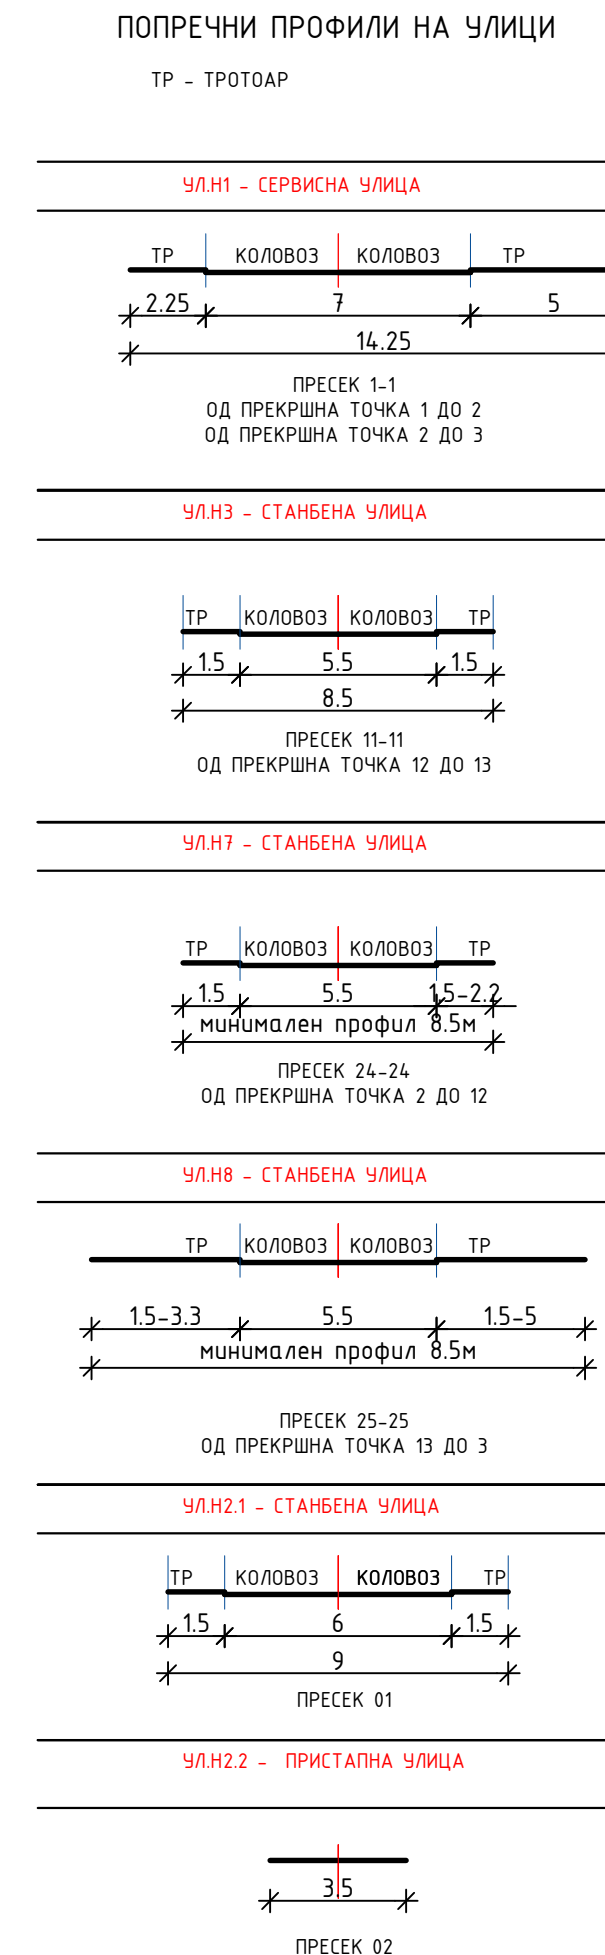 ПОПРЕЧНИ ПРОФИЛИ НА УЛИЦИ
ТР - ТРОТОАР
УЛ.Н1 - СЕРВИСНА УЛИЦА
ТР КОЛОВОЗ КОЛОВОЗ ТР
2.25 7 5
14.25
ПРЕСЕК 1-1
ОД ПРЕКРШНА ТОЧКА 1 ДО 2
ОД ПРЕКРШНА ТОЧКА 2 ДО 3
УЛ.Н3 - СТАНБЕНА УЛИЦА
ТР КОЛОВОЗ КОЛОВОЗ ТР
1.5 5.5 1.5
8.5
ПРЕСЕК 11-11
ОД ПРЕКРШНА ТОЧКА 12 ДО 13
УЛ.Н7 - СТАНБЕНА УЛИЦА
ТР КОЛОВОЗ КОЛОВОЗ ТР
1.5 5.5 1.5-2.2
минимален профил 8.5м
ПРЕСЕК 24-24
ОД ПРЕКРШНА ТОЧКА 2 ДО 12
УЛ.Н8 - СТАНБЕНА УЛИЦА
ТР КОЛОВОЗ КОЛОВОЗ ТР
1.5-3.3 5.5 1.5-5
минимален профил 8.5м
ПРЕСЕК 25-25
ОД ПРЕКРШНА ТОЧКА 13 ДО 3
УЛ.Н2.1 - СТАНБЕНА УЛИЦА
ТР КОЛОВОЗ КОЛОВОЗ ТР
1.5 6 1.5
9
ПРЕСЕК 01
УЛ.Н2.2 - ПРИСТАПНА УЛИЦА
3.5
ПРЕСЕК 02